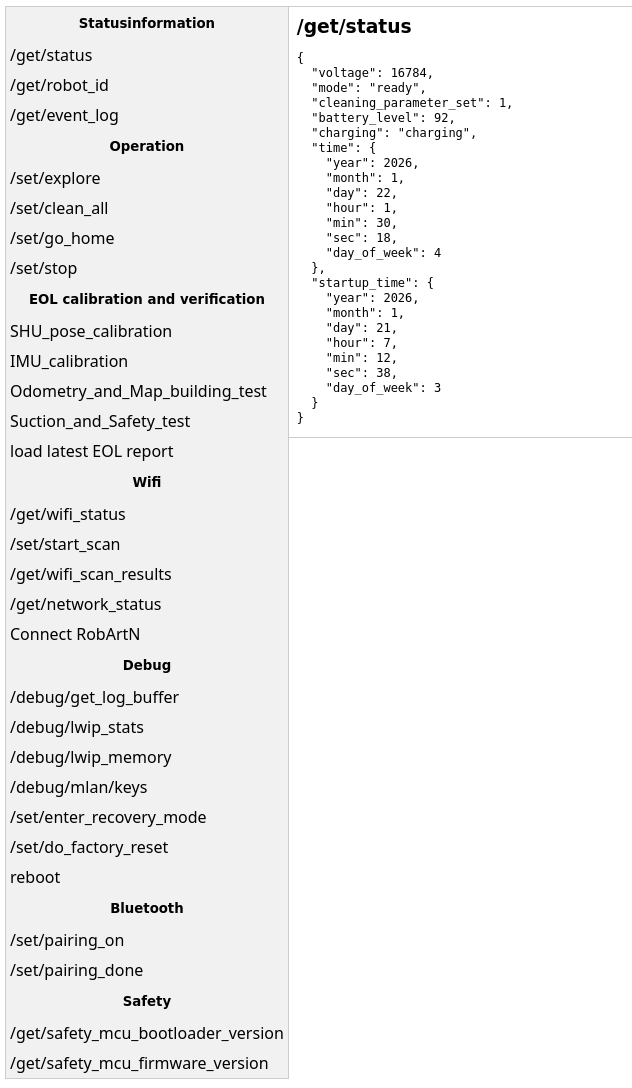 Statusinformation
/get/status
/get/robot_id
/get/event_log
Operation
/set/explore
/set/clean_all
/set/go_home
/set/stop
EOL calibration and verification
SHU_pose_calibration
IMU_calibration
Odometry_and_Map_building_test
Suction_and_Safety_test
load latest EOL report
Wifi
/get/wifi_status
/set/start_scan
/get/wifi_scan_results
/get/network_status
Connect RobArtN
Debug
/debug/get_log_buffer
/debug/lwip_stats
/debug/lwip_memory
/debug/mlan/keys
/set/enter_recovery_mode
/set/do_factory_reset
reboot
Bluetooth
/set/pairing_on
/set/pairing_done
Safety
/get/safety_mcu_bootloader_version
/get/safety_mcu_firmware_version
/get/status
{
  "voltage": 16784,
  "mode": "ready",
  "cleaning_parameter_set": 1,
  "battery_level": 92,
  "charging": "charging",
  "time": {
    "year": 2026,
    "month": 1,
    "day": 22,
    "hour": 1,
    "min": 30,
    "sec": 18,
    "day_of_week": 4
  },
  "startup_time": {
    "year": 2026,
    "month": 1,
    "day": 21,
    "hour": 7,
    "min": 12,
    "sec": 38,
    "day_of_week": 3
  }
}